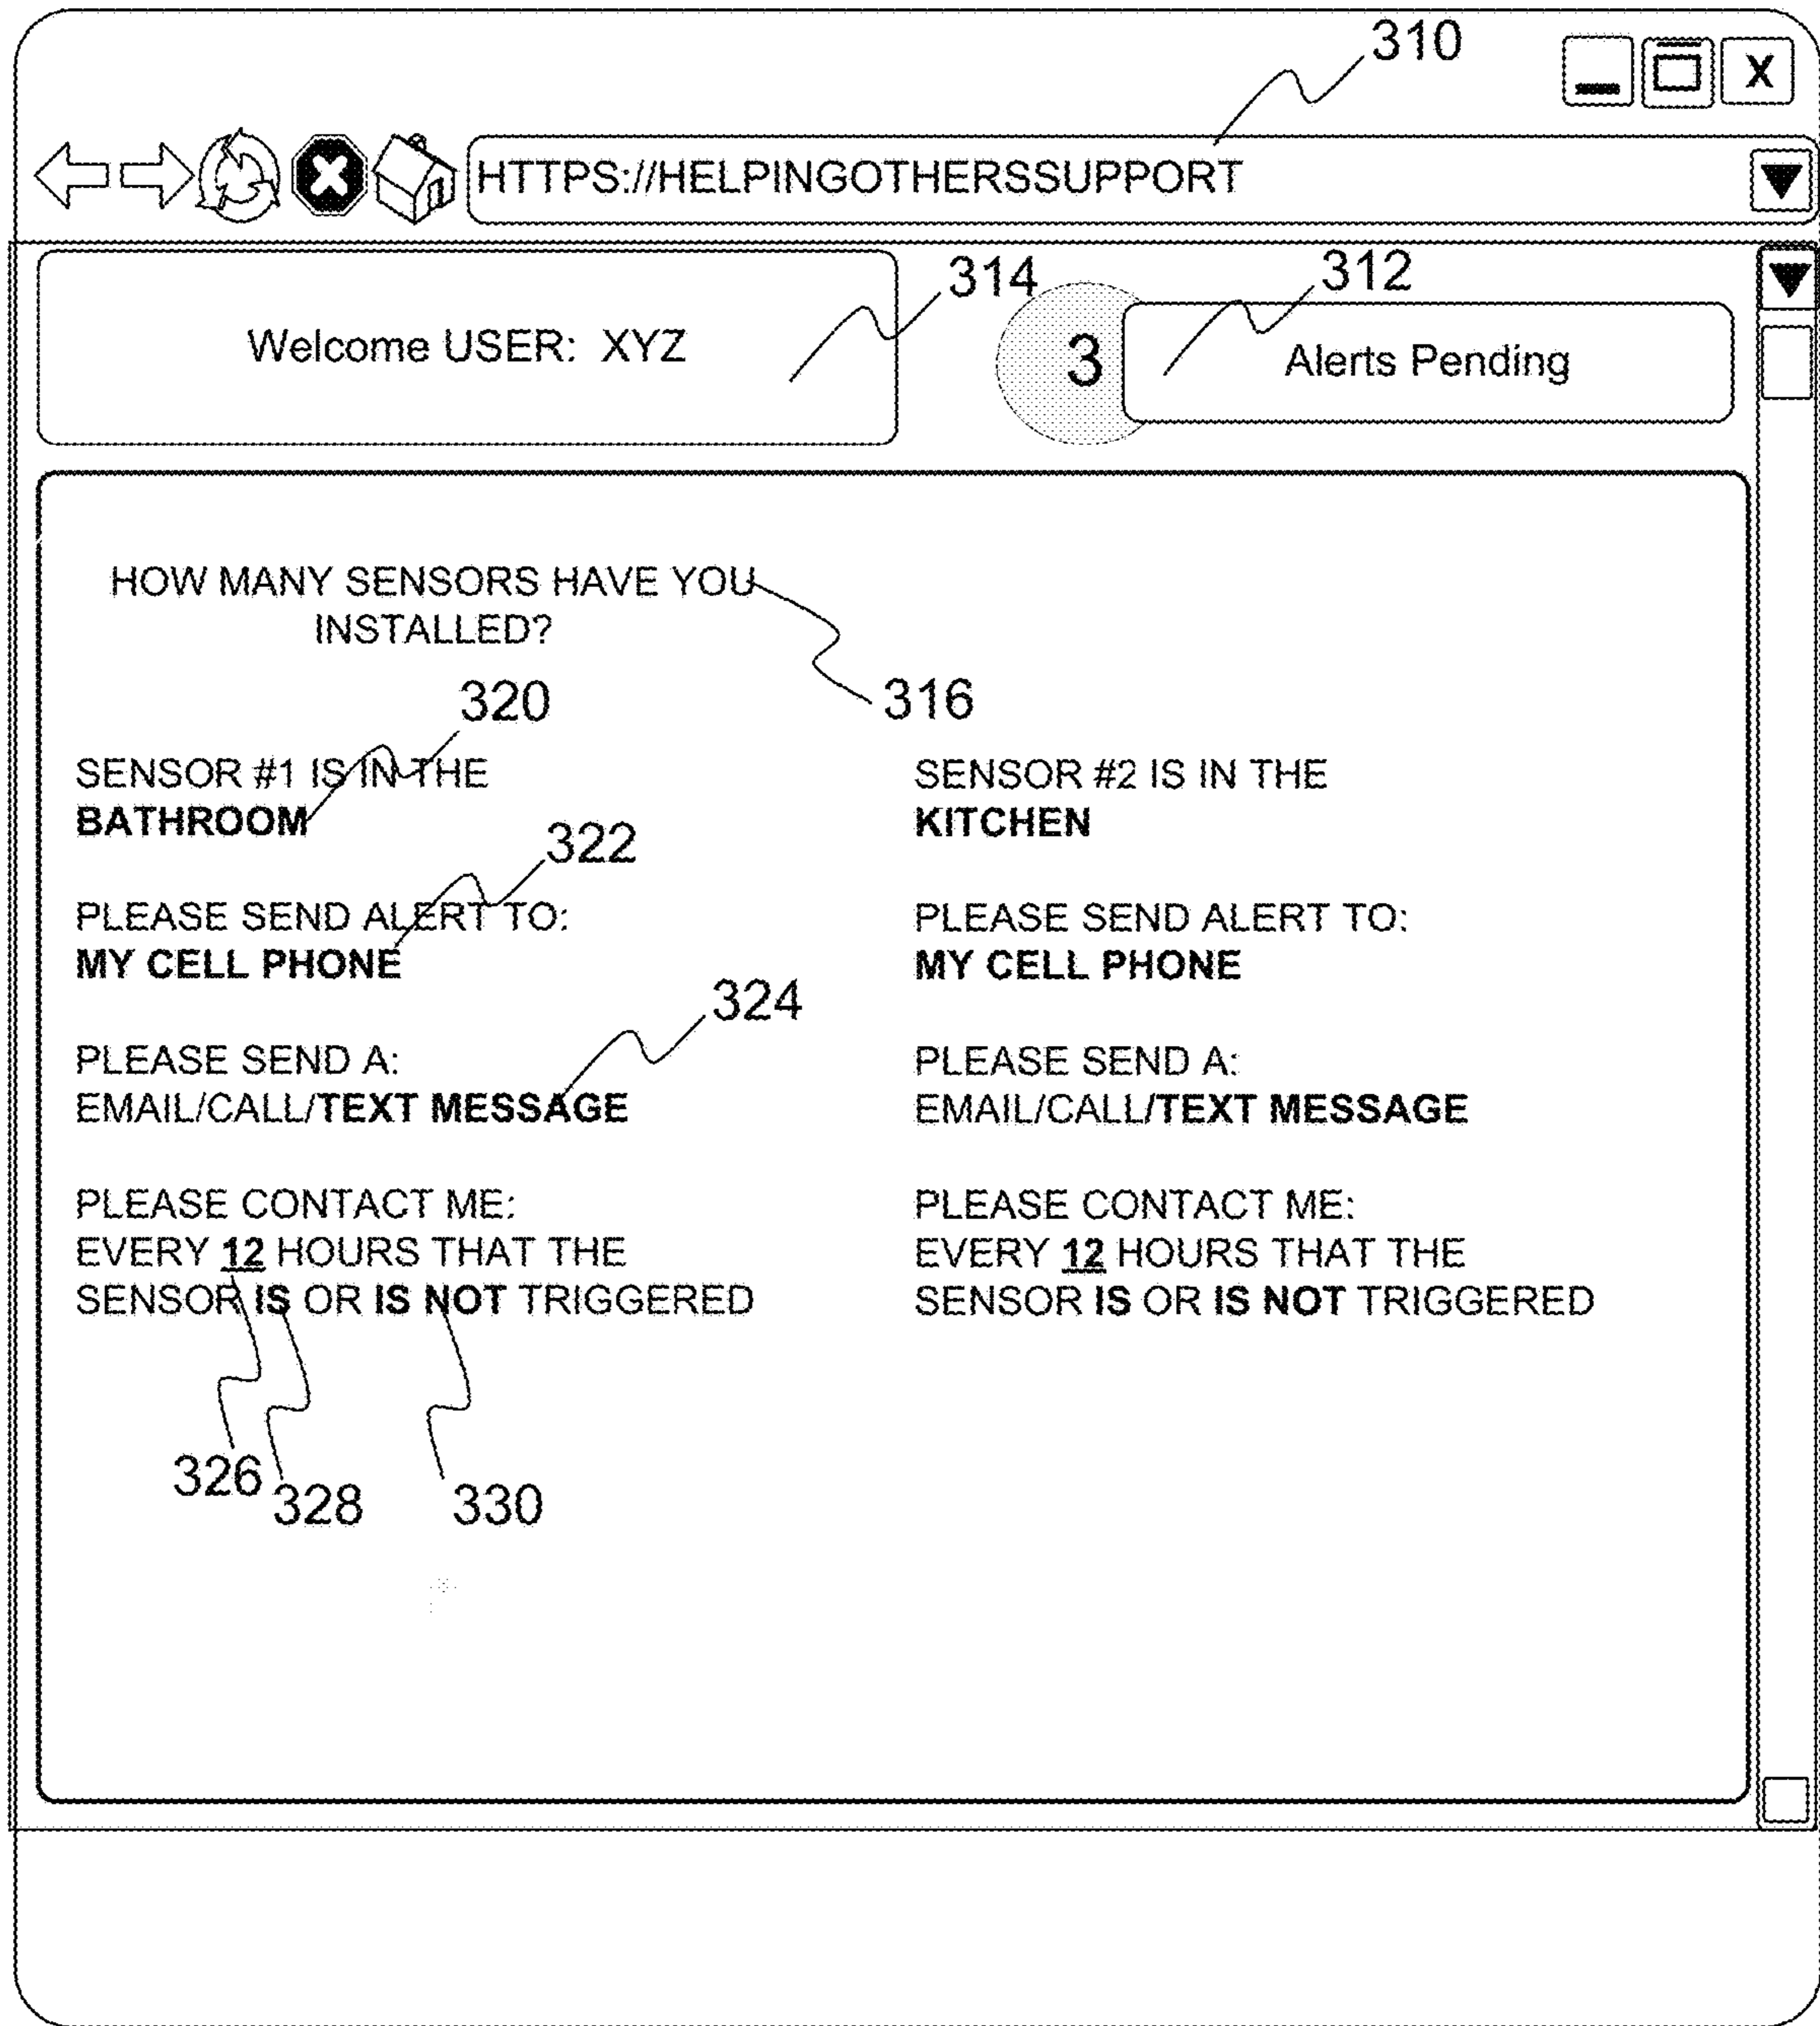 310
X
HTTPS://HELPINGOTHERSSUPPORT
314
312
Welcome USER: XYZ
3
Alerts Pending
HOW MANY SENSORS HAVE YOU
INSTALLED?
316
320
SENSOR #1 IS IN THE
BATHROOM
322
PLEASE SEND ALERT TO:
MY CELL PHONE
324
PLEASE SEND A:
EMAIL/CALL/TEXT MESSAGE
PLEASE CONTACT ME:
EVERY 12 HOURS THAT THE
SENSOR IS OR IS NOT TRIGGERED
326
328
330
SENSOR #2 IS IN THE
KITCHEN
PLEASE SEND ALERT TO:
MY CELL PHONE
PLEASE SEND A:
EMAIL/CALL/TEXT MESSAGE
PLEASE CONTACT ME:
EVERY 12 HOURS THAT THE
SENSOR IS OR IS NOT TRIGGERED